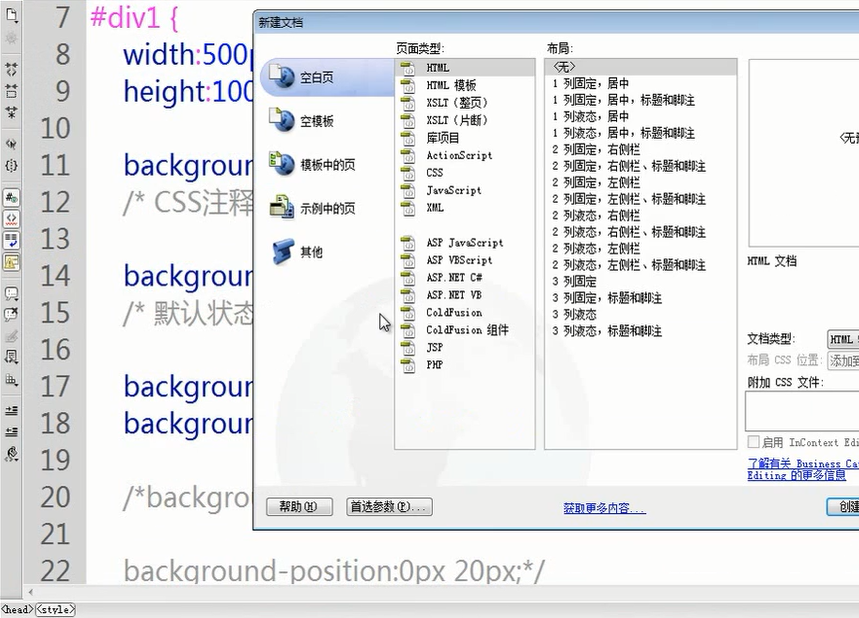 7 #div1 {
8 width:500
9 height:100
10
11 backgrour
12 /* CSS注释
13
14 backgrour
15 /* 默认状态
16
17 backgrour
18 backgrour
19
20 /*backgro
21
22 background-position:0px 20px;*/
<head> <style>
新建文档
空白页
空模板
模板中的页
示例中的页
其他
页面类型:
HTML
HTML 模板
XSLT（整页）
XSLT（片断）
库项目
ActionScript
CSS
JavaScript
XML
ASP JavaScript
ASP VBScript
ASP.NET C#
ASP.NET VB
ColdFusion
ColdFusion 组件
JSP
PHP
布局:
<无>
1 列固定，居中
1 列固定，居中，标题和脚注
1 列液态，居中
1 列液态，居中，标题和脚注
2 列固定，右侧栏
2 列固定，右侧栏、标题和脚注
2 列固定，左侧栏
2 列固定，左侧栏、标题和脚注
2 列液态，右侧栏
2 列液态，右侧栏、标题和脚注
2 列液态，左侧栏
2 列液态，左侧栏、标题和脚注
3 列固定
3 列固定，标题和脚注
3 列液态
3 列液态，标题和脚注
<无
HTML 文档
文档类型: HTML
布局 CSS 位置: 添加到
附加 CSS 文件:
启用 InContext Edi
了解有关 Business Ca
Editing 的更多信息
帮助(H)
首选参数(P)...
获取更多内容...
创建